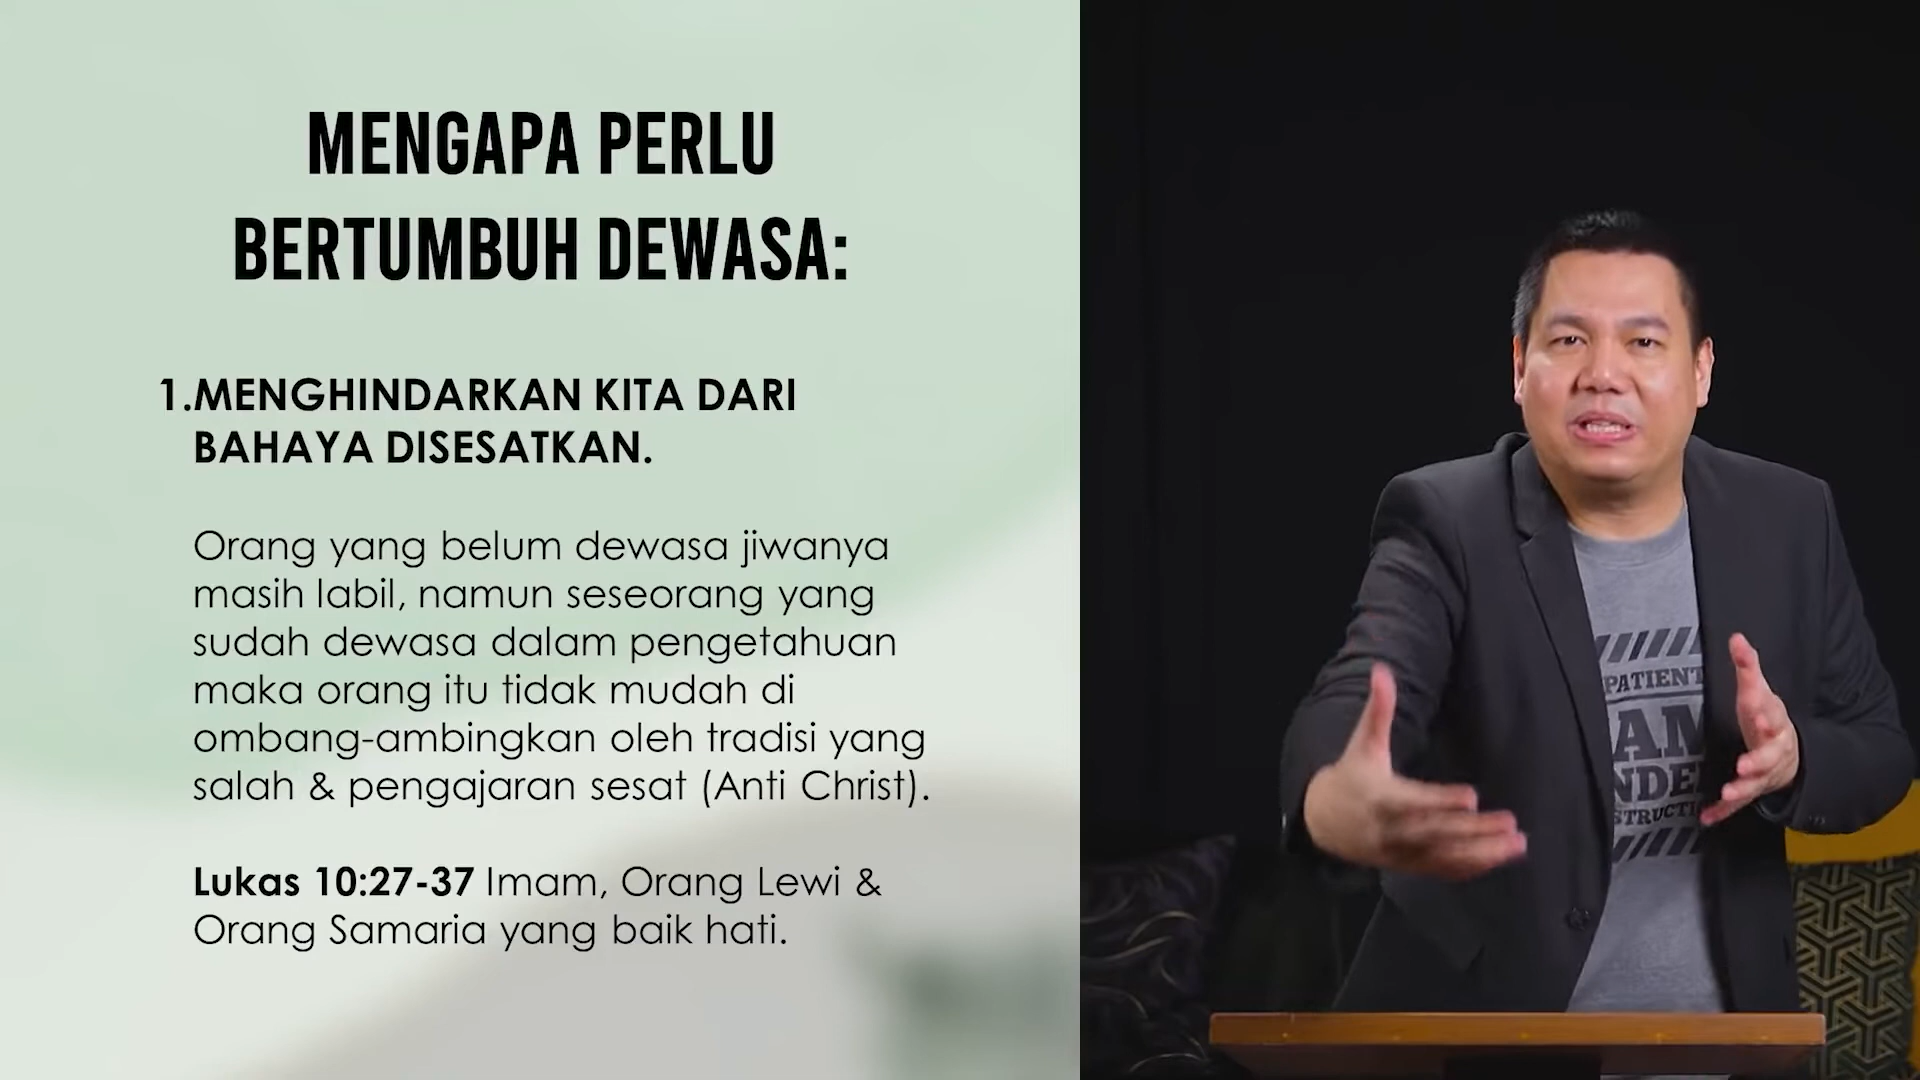 MENGAPA PERLU
BERTUMBUH DEWASA:
1.MENGHINDARKAN KITA DARI
BAHAYA DISESATKAN.
Orang yang belum dewasa jiwanya
masih labil, namun seseorang yang
sudah dewasa dalam pengetahuan
maka orang itu tidak mudah di
ombang-ambingkan oleh tradisi yang
salah & pengajaran sesat (Anti Christ).
Lukas 10:27-37 Imam, Orang Lewi &
Orang Samaria yang baik hati.
PATIENT
AM